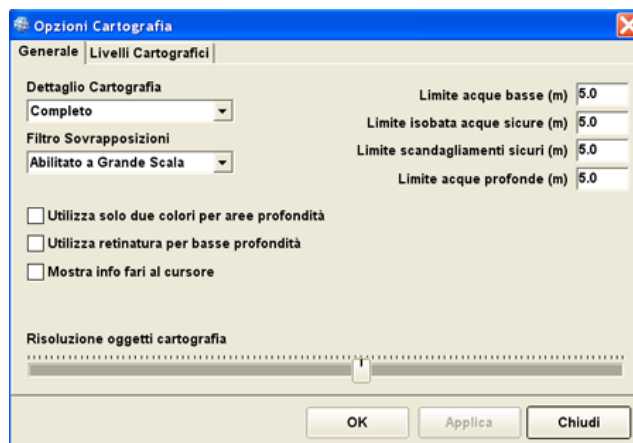 Opzioni Cartografia
Generale Livelli Cartografici
Dettaglio Cartografia
Completo
Filtro Sovrapposizioni
Abilitato a Grande Scala
Limite acque basse (m) 5.0
Limite isobata acque sicure (m) 5.0
Limite scandagliamenti sicuri (m) 5.0
Limite acque profonde (m) 5.0
Utilizza solo due colori per aree profondità
Utilizza retinatura per basse profondità
Mostra info fari al cursore
Risoluzione oggetti cartografia
OK Applica Chiudi